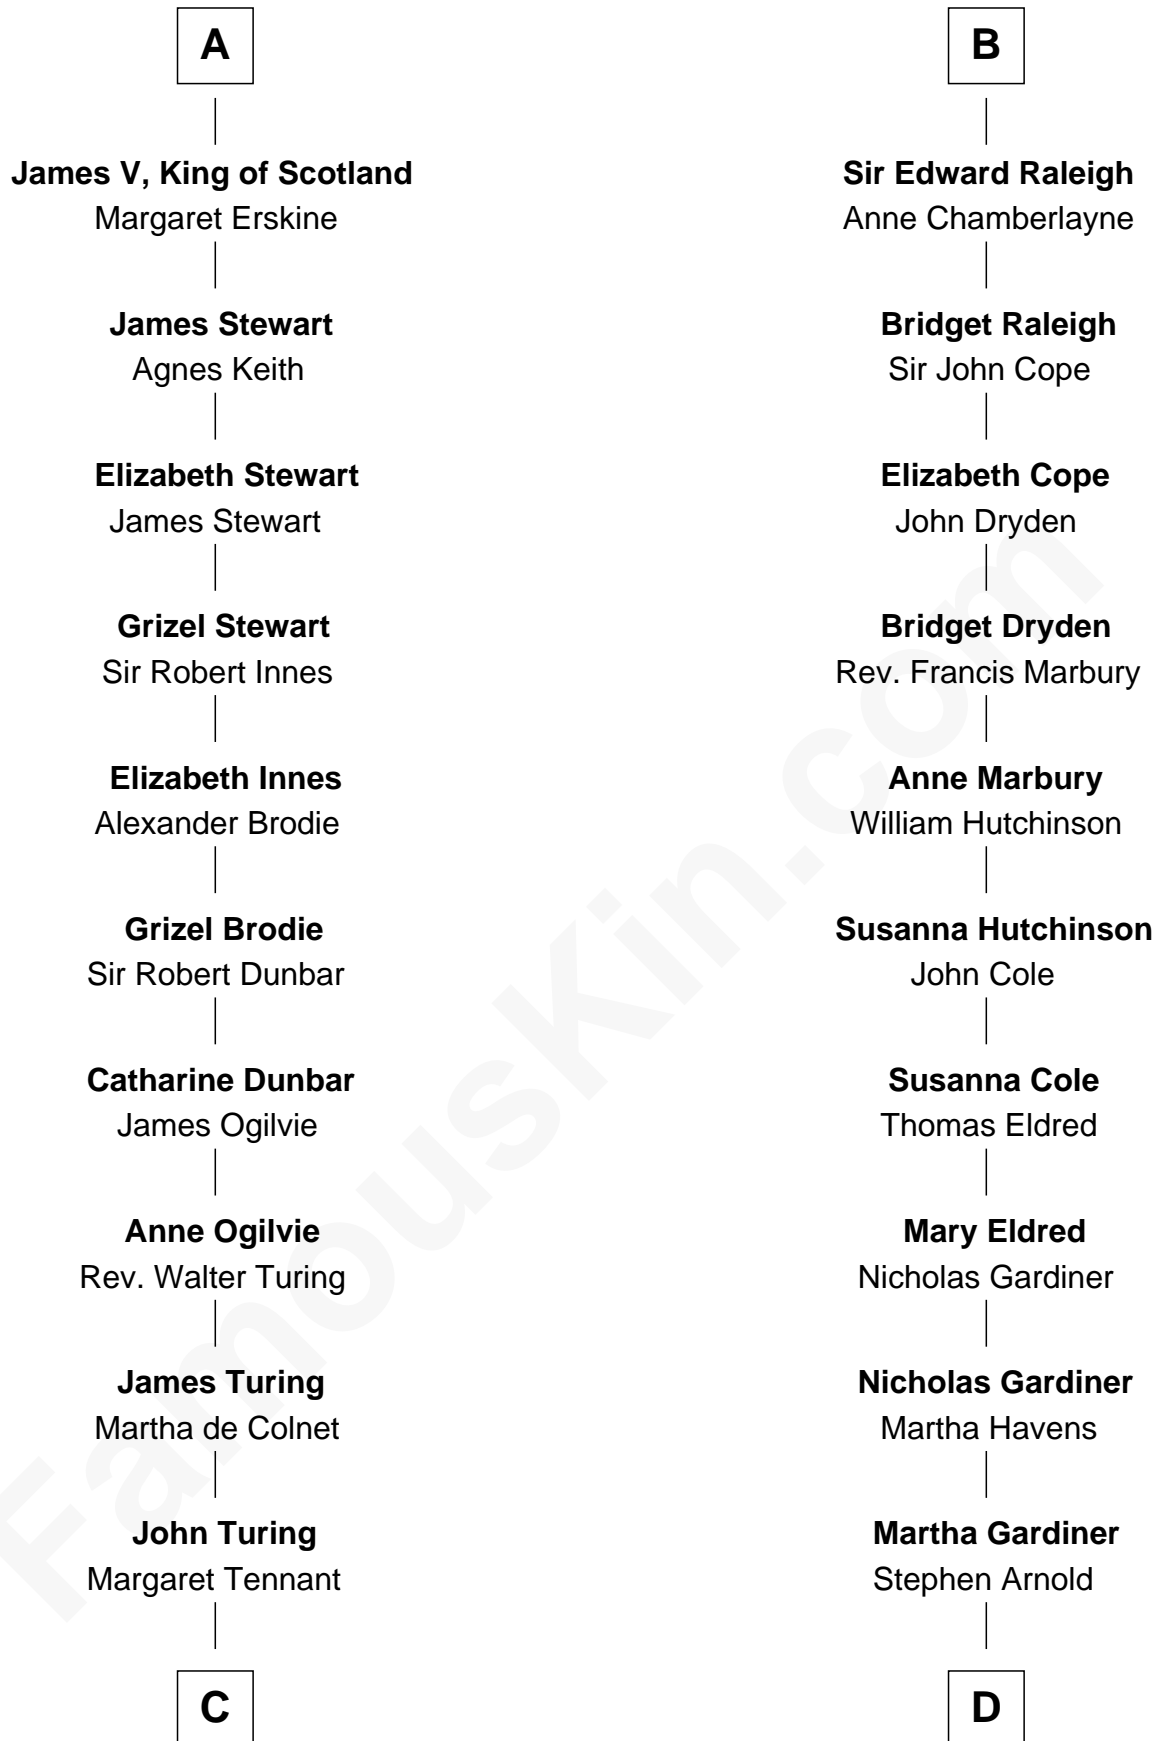 A
James V, King of Scotland
Margaret Erskine
James Stewart
Agnes Keith
Elizabeth Stewart
James Stewart
Grizel Stewart
Sir Robert Innes
Elizabeth Innes
Alexander Brodie
Grizel Brodie
Sir Robert Dunbar
Catharine Dunbar
James Ogilvie
Anne Ogilvie
Rev. Walter Turing
James Turing
Martha de Colnet
John Turing
Margaret Tennant
C
B
Sir Edward Raleigh
Anne Chamberlayne
Bridget Raleigh
Sir John Cope
Elizabeth Cope
John Dryden
Bridget Dryden
Rev. Francis Marbury
Anne Marbury
William Hutchinson
Susanna Hutchinson
John Cole
Susanna Cole
Thomas Eldred
Mary Eldred
Nicholas Gardiner
Nicholas Gardiner
Martha Havens
Martha Gardiner
Stephen Arnold
D
FamousKin.com